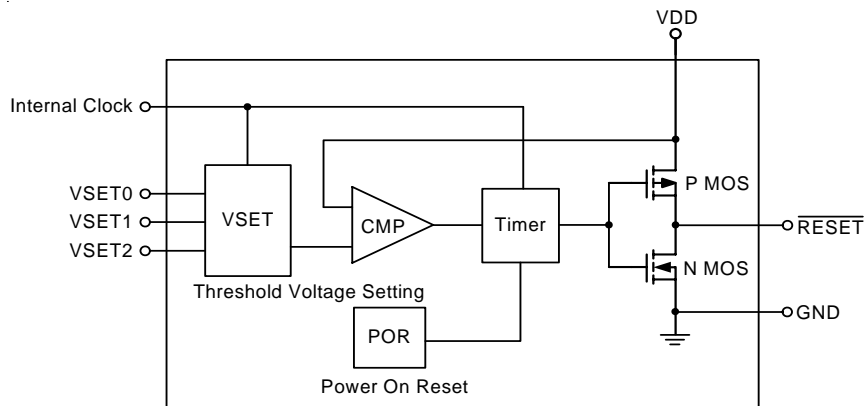 VDD
Internal Clock
VSET0
VSET1
VSET2
VSET
CMP
Timer
P MOS
RESET
N MOS
Threshold Voltage Setting
GND
POR
Power On Reset